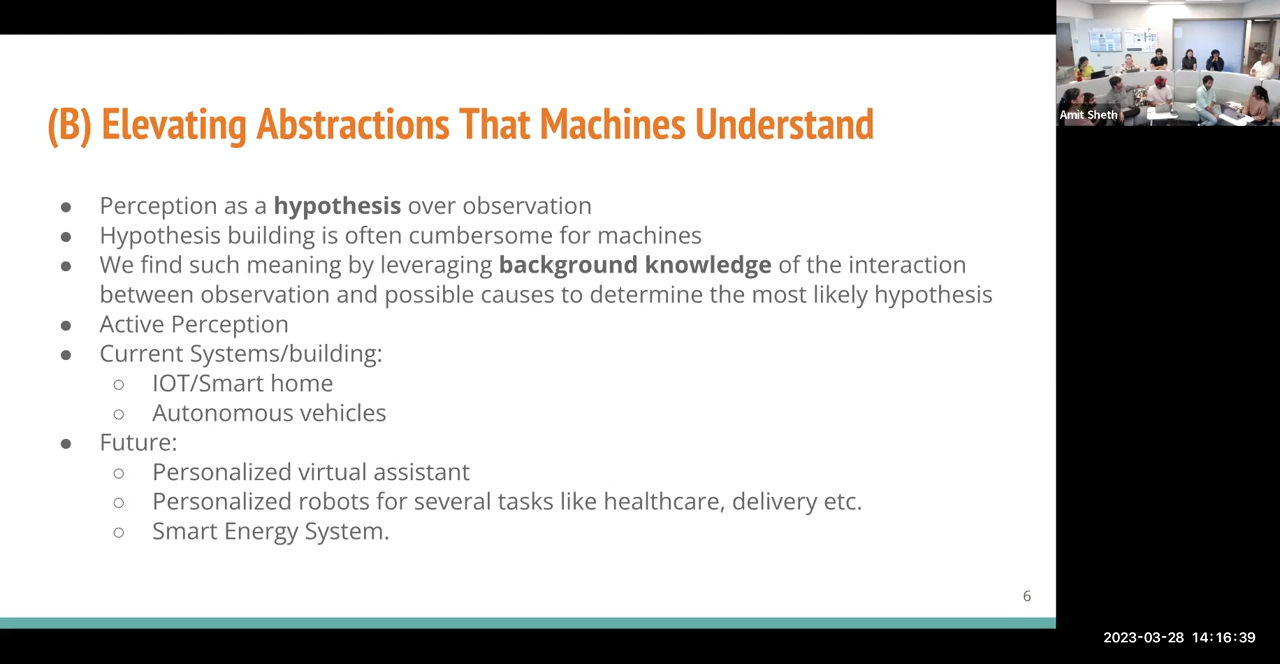 (B) Elevating Abstractions That Machines Understand
● Perception as a hypothesis over observation
● Hypothesis building is often cumbersome for machines
● We find such meaning by leveraging background knowledge of the interaction
between observation and possible causes to determine the most likely hypothesis
● Active Perception
● Current Systems/building:
○ IOT/Smart home
○ Autonomous vehicles
● Future:
○ Personalized virtual assistant
○ Personalized robots for several tasks like healthcare, delivery etc.
○ Smart Energy System.
6
Amit Sheth
2023-03-28 14:16:39